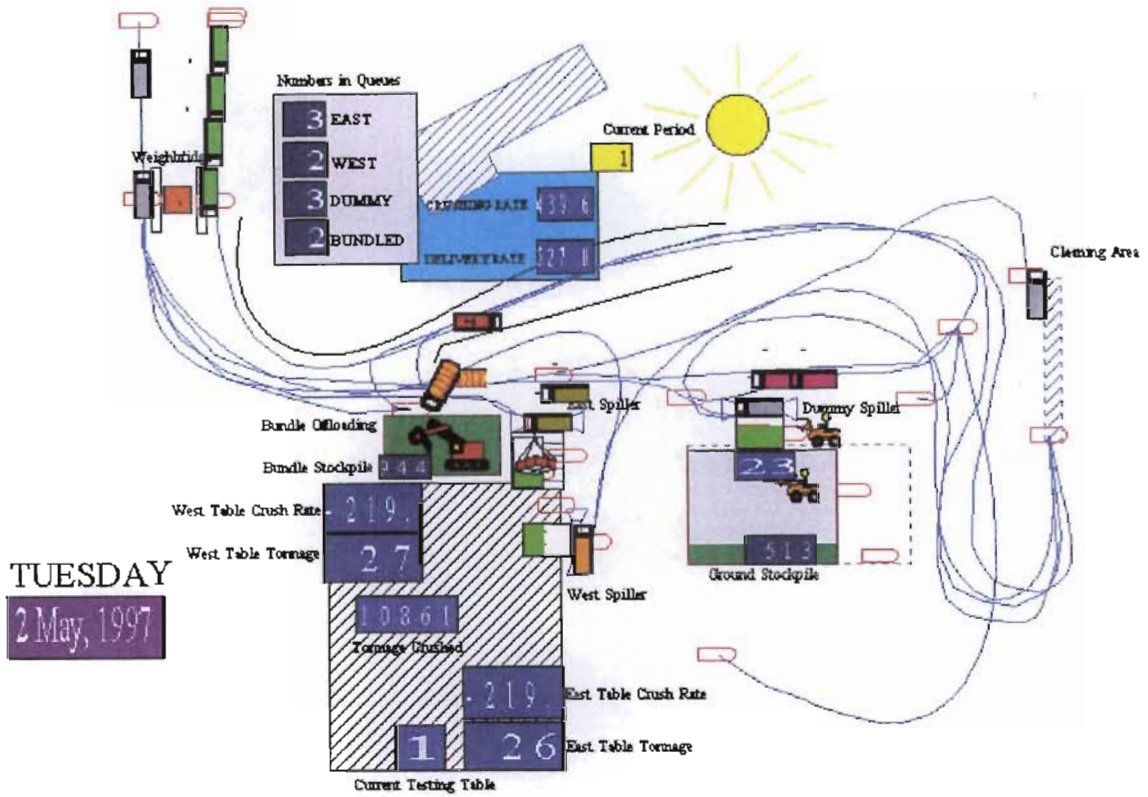 Numbers in Queues
3 EAST
2 WEST
3 DUMMY
2 BUNDLED
Current Period
1
CRUSHING RATE
DELIVERY RATE
Cleming Area
East Spiller
Dummy Spiller
Bundle Offloading
Bundle Stockpile 944
23
West Table Crush Rate -219.
West Table Tonnage 27
513
Ground Stockpile
West Spiller
TUESDAY
2 May, 1997
10861
Tonnage Crushed
-219. East Table Crush Rate
1 26 East Table Tonnage
Current Testing Table